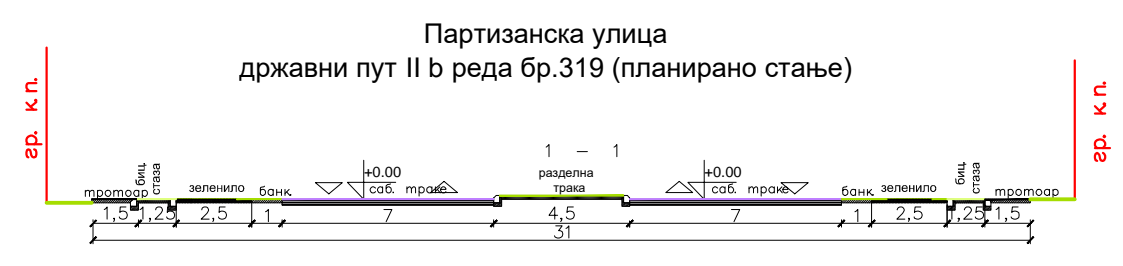 Партизанска улица
државни пут II b реда бр.319 (планирано стање)
гр. к.п.
гр. к.п.
1 – 1
тротоар
биц. стаза
зеленило
банк.
+0.00
саб. траке
разделна
трака
+0.00
саб. траке
банк.
зеленило
биц. стаза
тротоар
1,5 1,25 2,5 1 7 4,5 7 1 2,5 1,25 1,5
31